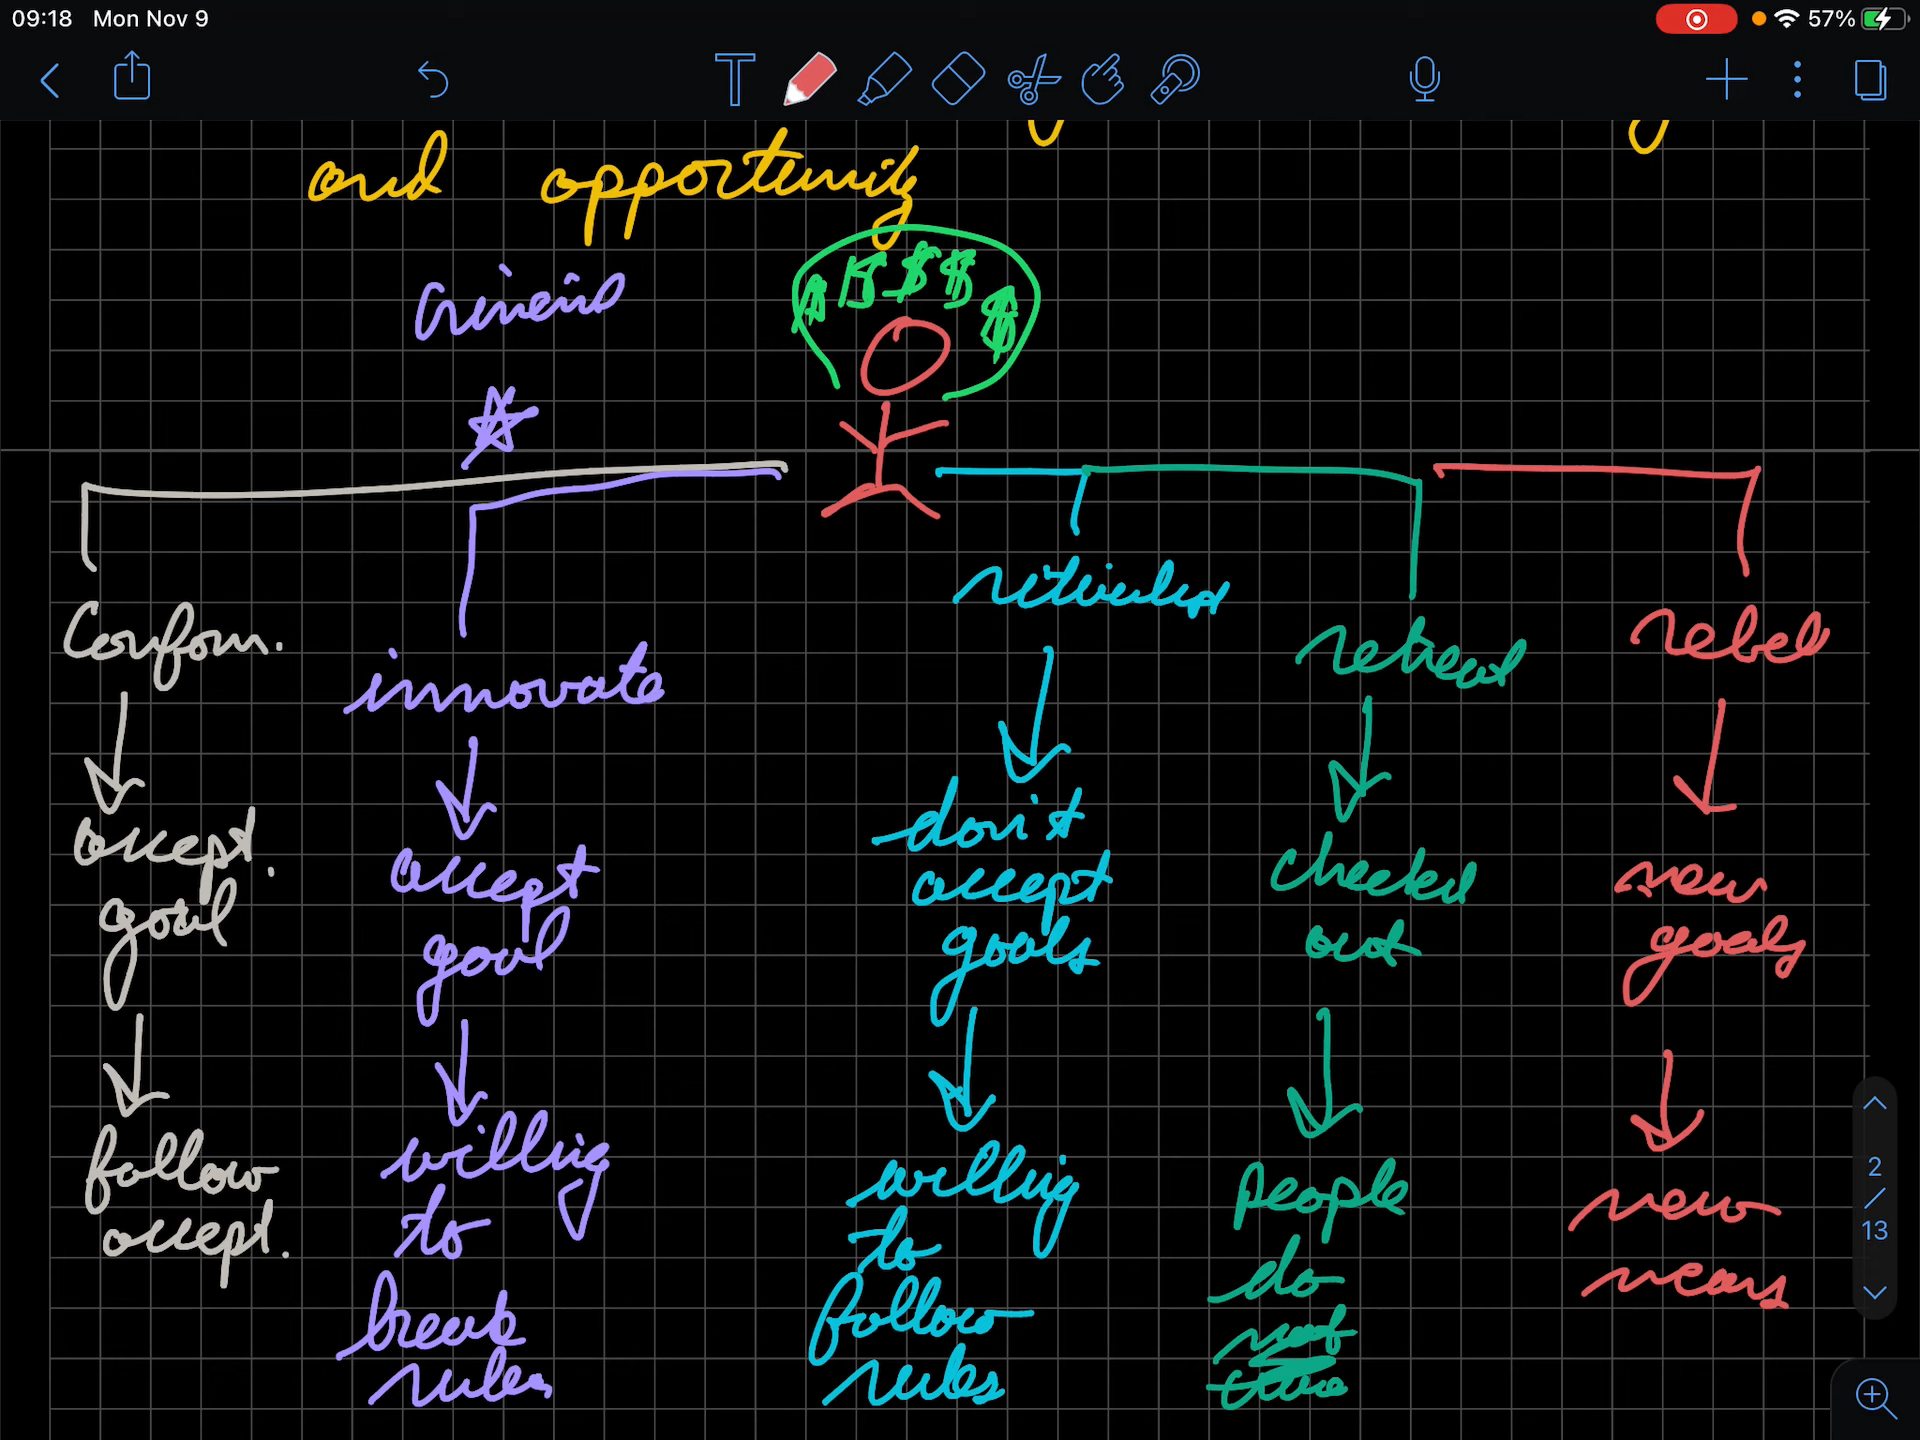 09:18 Mon Nov 9
57%
and opportunity
$ $ $ $ $
Conform.
accept.
goal
follow
accept.
innovate
accept
goal
willing
to
break
rules
don't
accept
goals
willing
to
follow
rules
retreat
checked
out
people
do
not
rebel
new
goals
new
means
2
/
13